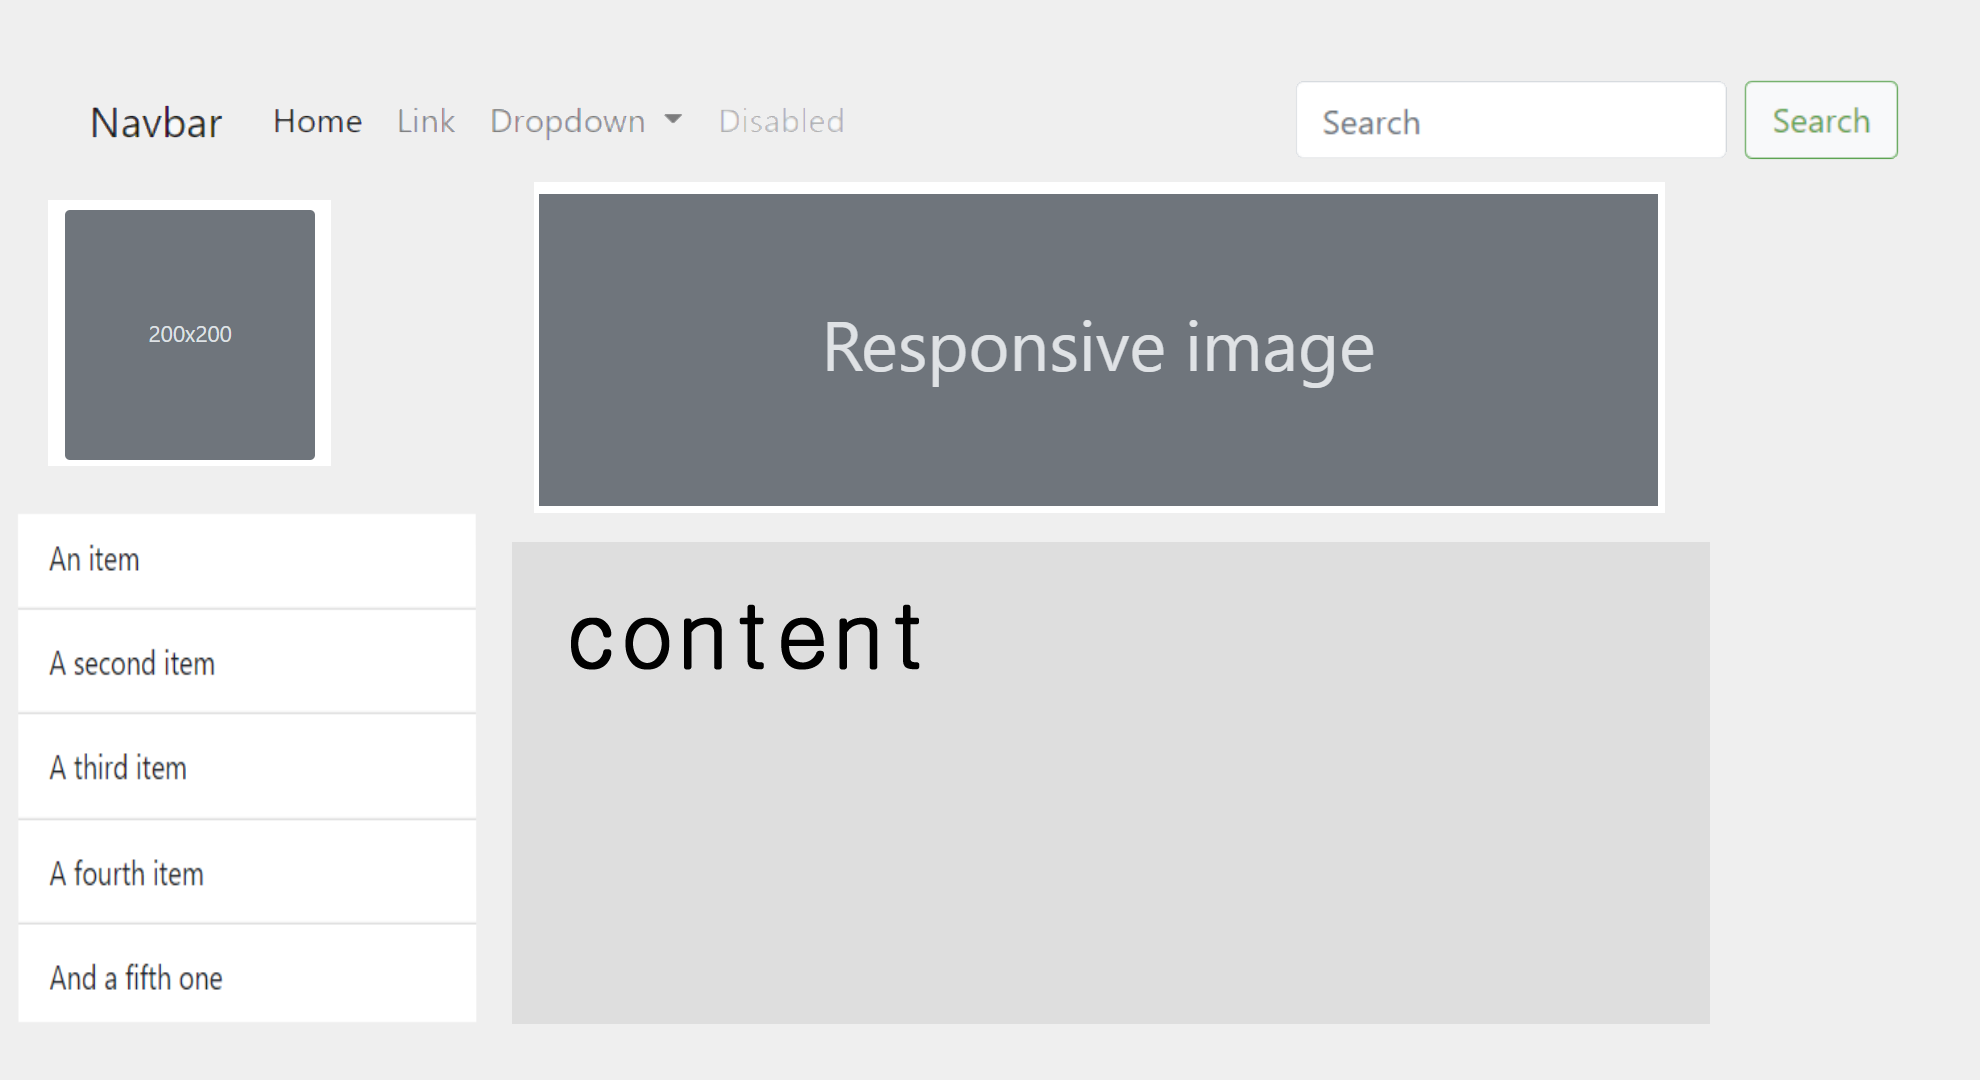 Navbar Home Link Dropdown Disabled Search Search
200x200
Responsive image
An item
A second item
A third item
A fourth item
And a fifth one
content